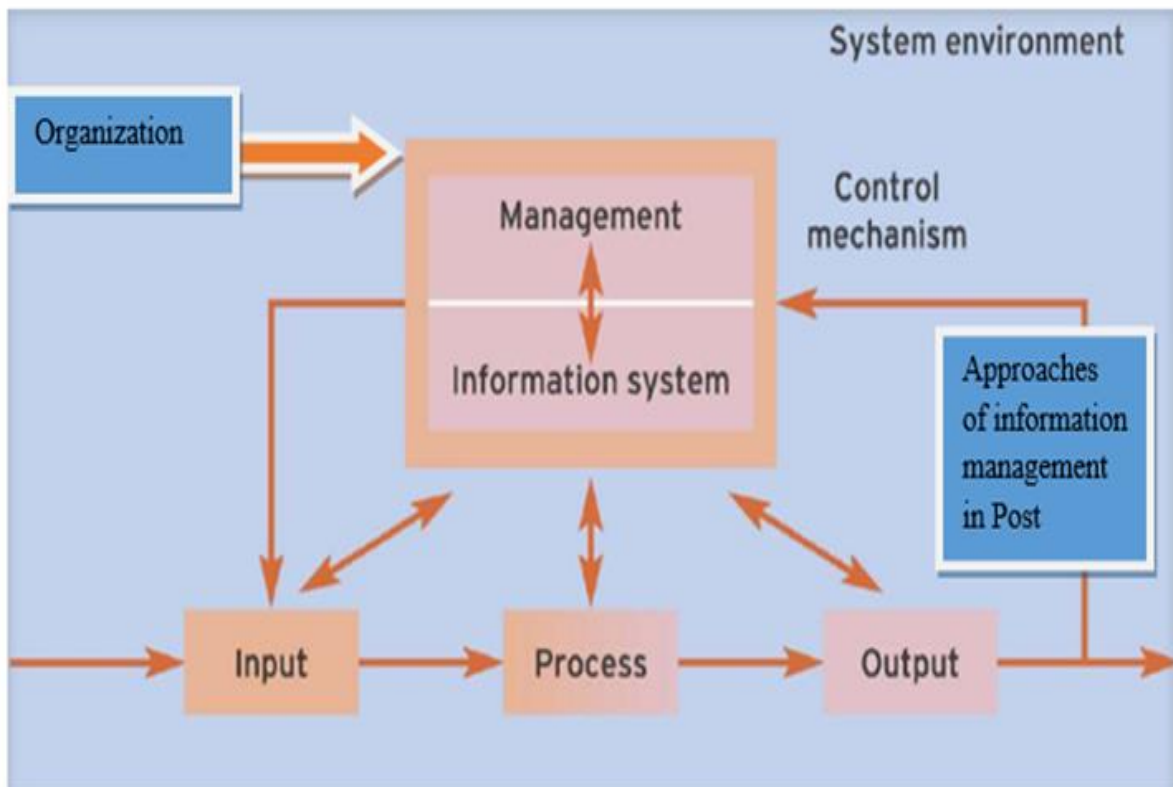 System environment
Organization
Management
Control
mechanism
Information system
Approaches
of information
management
in Post
Input
Process
Output